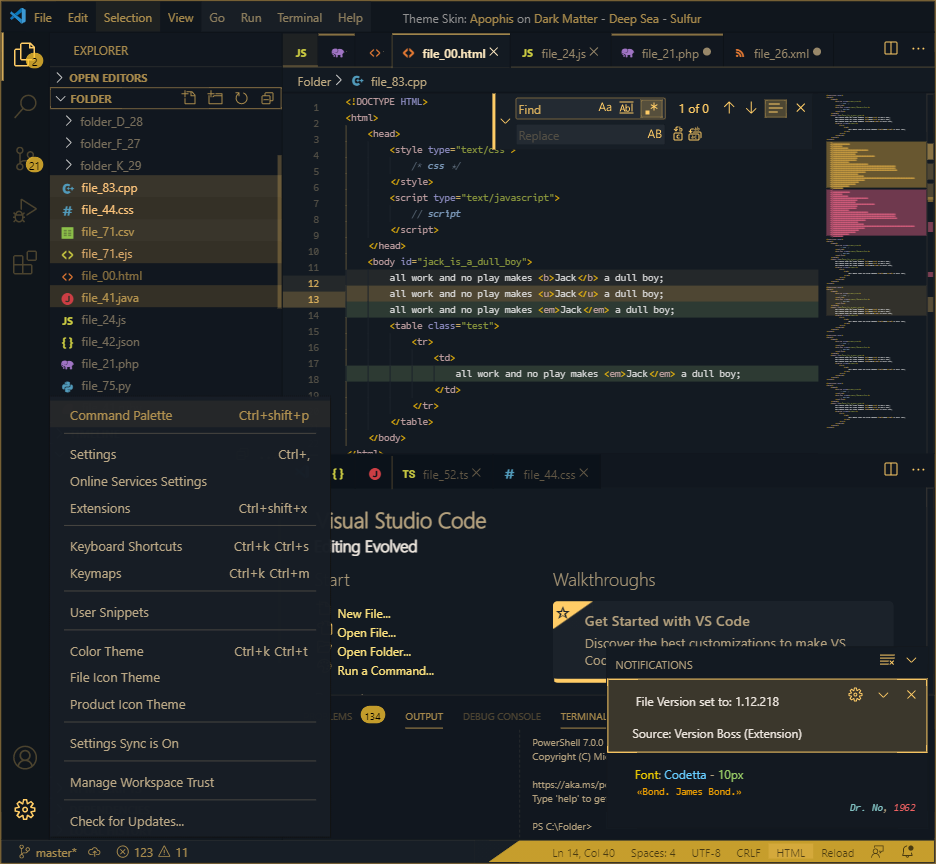 File Edit Selection View Go Run Terminal Help Theme Skin: Apophis on Dark Matter - Deep Sea - Sulfur
2
EXPLORER
OPEN EDITORS
FOLDER
folder_D_28
folder_F_27
folder_K_29
file_83.cpp
file_44.css
file_71.csv
file_71.ejs
file_00.html
file_41.java
file_24.js
file_42.json
file_21.php
file_75.py
21
JS file_00.html JS file_24.js file_21.php file_26.xml
Folder > file_83.cpp
Find Aa Abl .* 1 of 0
Replace AB
1 <!DOCTYPE HTML>
2 <html>
3 <head>
4 <style type="text/css">
5 /* css */
6 </style>
7 <script type="text/javascript">
8 // script
9 </script>
10 </head>
11 <body id="jack_is_a_dull_boy">
12 all work and no play makes <b>Jack</b> a dull boy;
13 all work and no play makes <u>Jack</u> a dull boy;
14 all work and no play makes <em>Jack</em> a dull boy;
15 <table class="test">
16 <tr>
17 <td>
18 all work and no play makes <em>Jack</em> a dull boy;
</td>
</tr>
</table>
</body>
Command Palette Ctrl+shift+p
Settings Ctrl+,
Online Services Settings
Extensions Ctrl+shift+x
Keyboard Shortcuts Ctrl+k Ctrl+s
Keymaps Ctrl+k Ctrl+m
User Snippets
Color Theme Ctrl+k Ctrl+t
File Icon Theme
Product Icon Theme
Settings Sync is On
Manage Workspace Trust
Check for Updates...
{} J TS file_52.ts # file_44.css
isual Studio Code
iting Evolved
art
New File...
Open File...
Open Folder...
Run a Command...
Walkthroughs
Get Started with VS Code
Discover the best customizations to make VS
Coo
LEMS 134 OUTPUT DEBUG CONSOLE TERMINAL
PowerShell 7.0.0
Copyright (C) Mi
https://aka.ms/p
Type 'help' to ge
PS C:\Folder>
NOTIFICATIONS
File Version set to: 1.12.218
Source: Version Boss (Extension)
Font: Codetta - 10px
«Bond. James Bond.»
Dr. No, 1962
master* 123 11 Ln 14, Col 40 Spaces: 4 UTF-8 CRLF HTML Reload